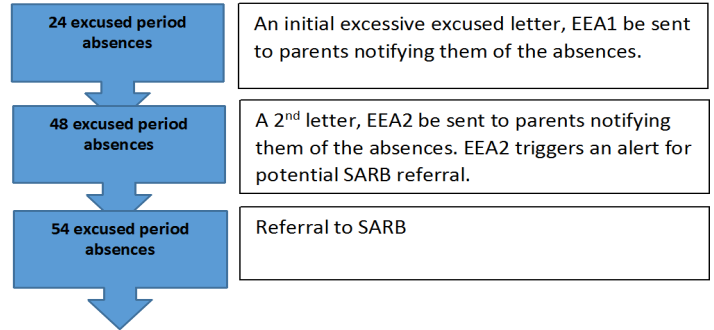 24 excused period
absences
An initial excessive excused letter, EEA1 be sent
to parents notifying them of the absences.
48 excused period
absences
A 2nd letter, EEA2 be sent to parents notifying
them of the absences. EEA2 triggers an alert for
potential SARB referral.
54 excused period
absences
Referral to SARB